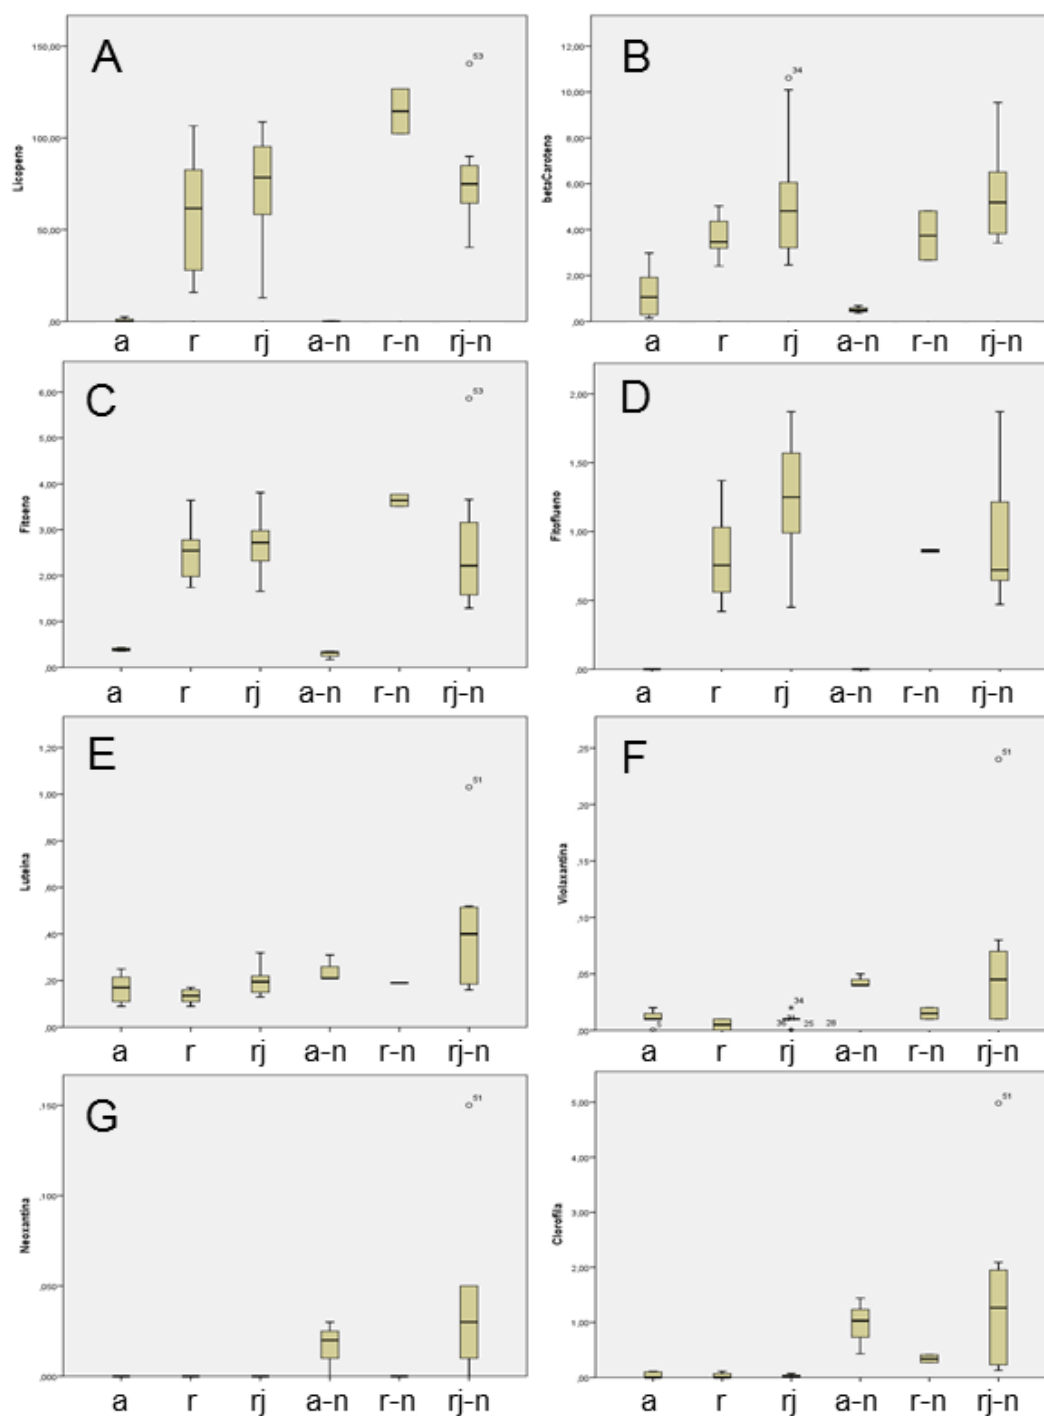 A
Licopeno
150,00
53
100,00
50,00
,00
a r rj a-n r-n rj-n
B
betaCaroteno
12,00
34
10,00
8,00
6,00
4,00
2,00
,00
a r rj a-n r-n rj-n
C
Fitoeno
6,00
53
5,00
4,00
3,00
2,00
1,00
,00
a r rj a-n r-n rj-n
D
Fitoflueno
2,00
1,50
1,00
,50
,00
a r rj a-n r-n rj-n
E
Luteina
1,20
51
1,00
,80
,60
,40
,20
,00
a r rj a-n r-n rj-n
F
Violaxantina
,25
51
,20
,15
,10
,05
34
36 25 28
,00
a r rj a-n r-n rj-n
G
Neoxantina
,150
51
,100
,050
,000
a r rj a-n r-n rj-n
Clorofila
5,00
51
4,00
3,00
2,00
1,00
,00
a r rj a-n r-n rj-n